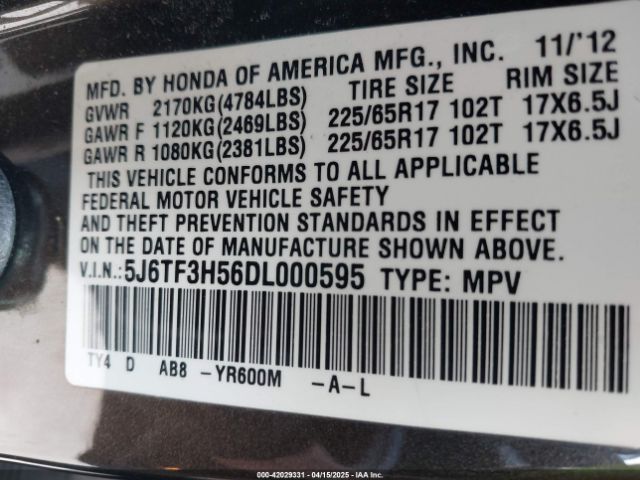 MFD. BY HONDA OF AMERICA MFG., INC. 11/'12
GVWR 2170KG(4784LBS) TIRE SIZE RIM SIZE
GAWR F 1120KG(2469LBS) 225/65R17 102T 17X6.5J
GAWR R 1080KG(2381LBS) 225/65R17 102T 17X6.5J
THIS VEHICLE CONFORMS TO ALL APPLICABLE
FEDERAL MOTOR VEHICLE SAFETY
AND THEFT PREVENTION STANDARDS IN EFFECT
ON DATE OF MANUFACTURE SHOWN ABOVE.
V.I.N.:5J6TF3H56DL000595 TYPE: MPV
TY4 D AB8 -YR600M -A-L
000-42029331 - 04/15/2025 - IAA Inc.